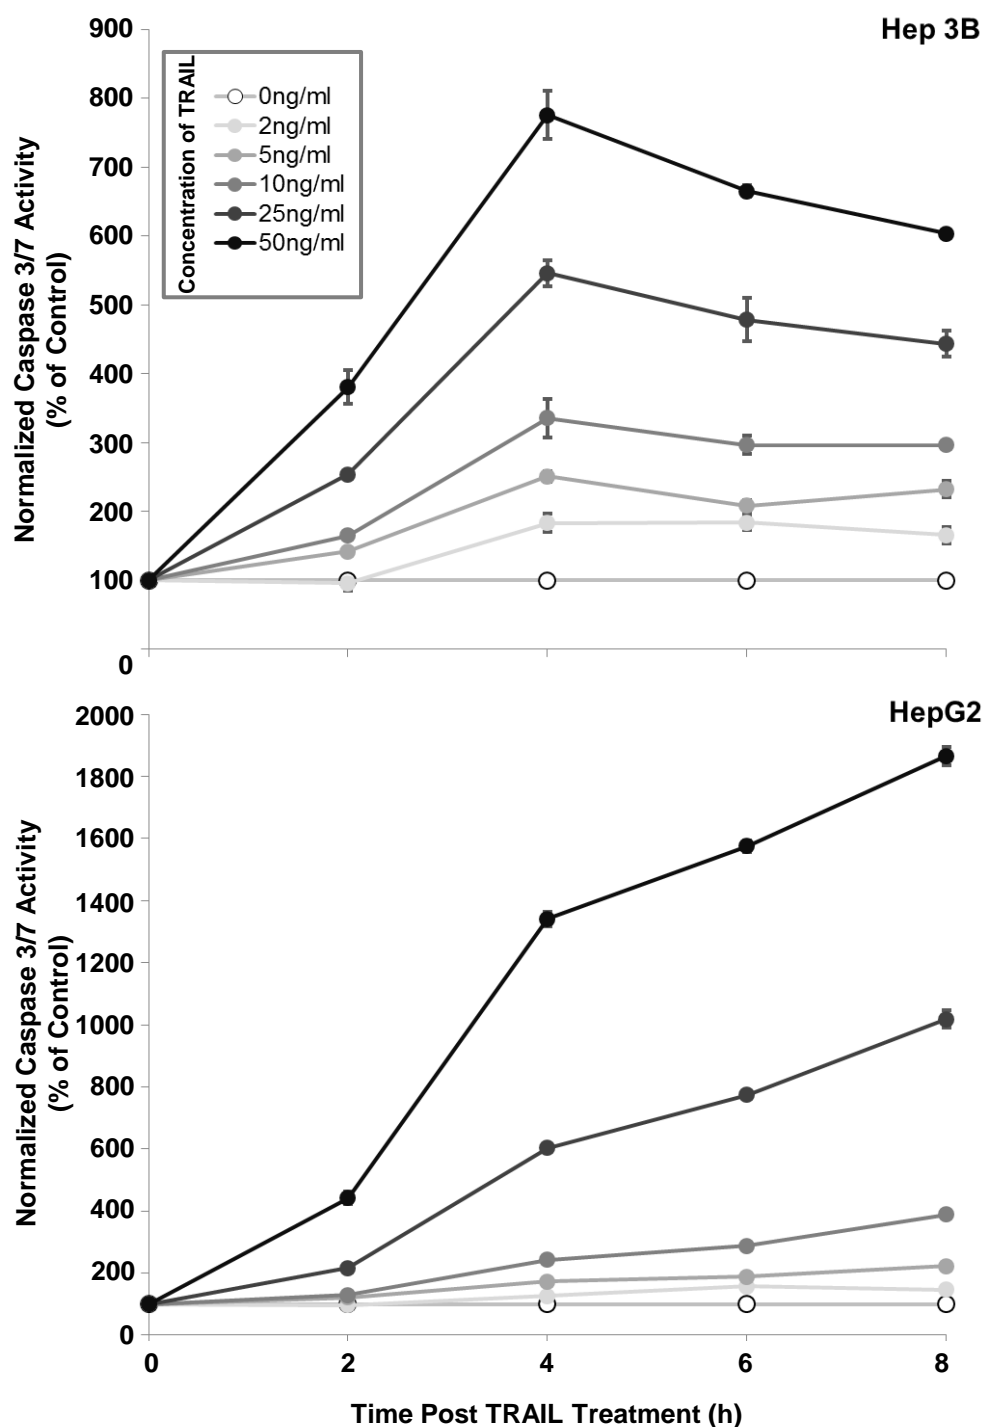 Hep 3B
900
800
700
600
500
400
300
200
100
0
Normalized Caspase 3/7 Activity
(% of Control)
Concentration of TRAIL
0ng/ml
2ng/ml
5ng/ml
10ng/ml
25ng/ml
50ng/ml
HepG2
2000
1800
1600
1400
1200
1000
800
600
400
200
0
Normalized Caspase 3/7 Activity
(% of Control)
0 2 4 6 8
Time Post TRAIL Treatment (h)